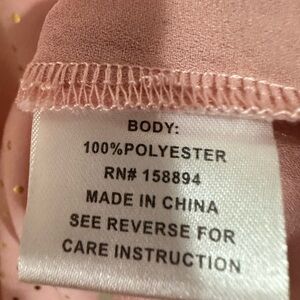 BODY:
100%POLYESTER
RN# 158894
MADE IN CHINA
SEE REVERSE FOR
CARE INSTRUCTION